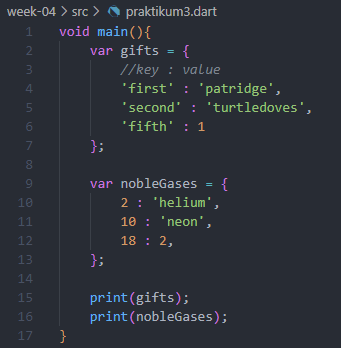 week-04 > src > praktikum3.dart
1 void main(){
2     var gifts = {
3         //key : value
4         'first' : 'patridge',
5         'second' : 'turtledoves',
6         'fifth' : 1
7     };
8
9     var nobleGases = {
10         2 : 'helium',
11         10 : 'neon',
12         18 : 2,
13     };
14
15     print(gifts);
16     print(nobleGases);
17 }